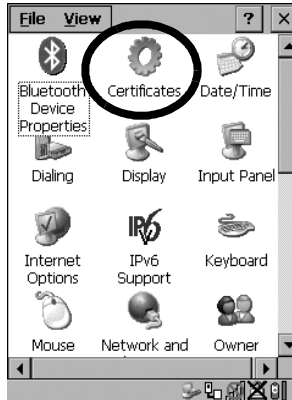 File View ? ×
Bluetooth Device Properties
Certificates
Date/Time
Dialing
Display
Input Panel
Internet Options
IPv6
IPv6 Support
Keyboard
Mouse
Network and
Owner